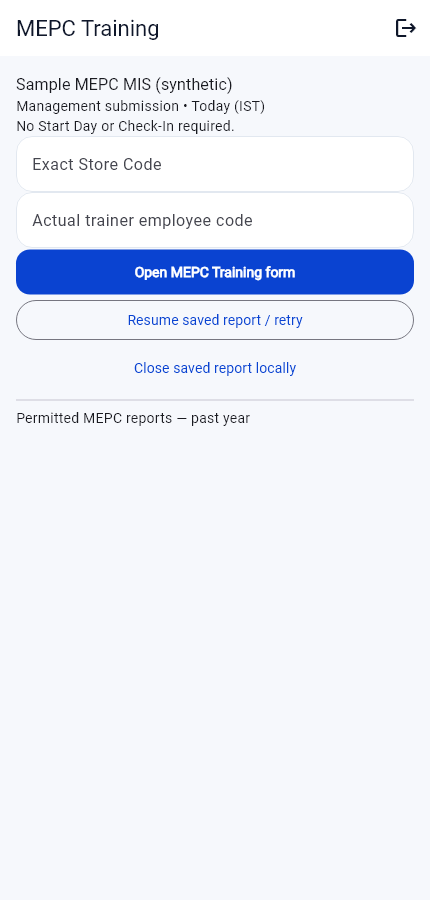 MEPC Training
Sample MEPC MIS (synthetic)
Management submission • Today (IST)
No Start Day or Check-In required.
Exact Store Code
Actual trainer employee code
Open MEPC Training form
Resume saved report / retry
Close saved report locally
Permitted MEPC reports — past year